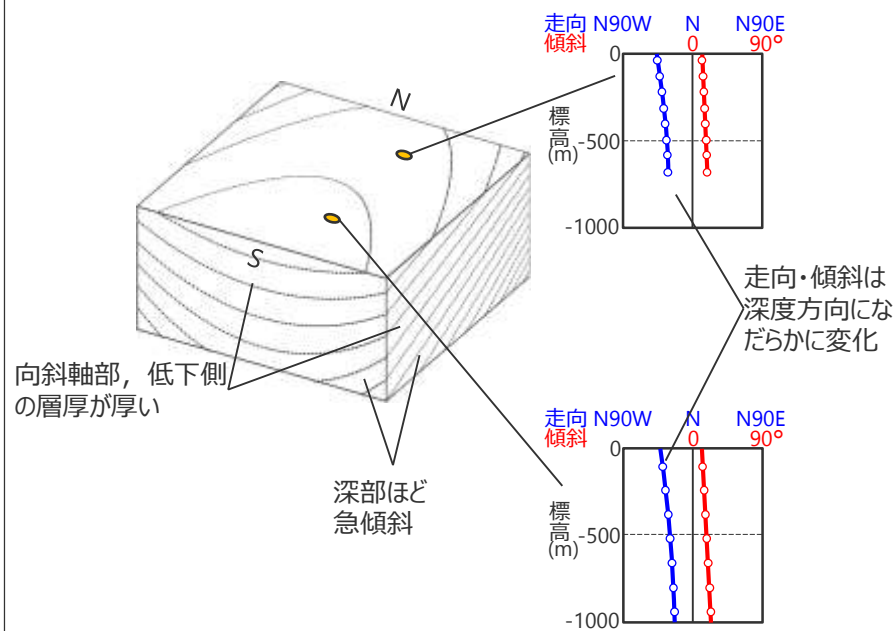 走向 N90W N N90E
傾斜 0 90°
0
標高(m)
-500
-1000
N
S
走向・傾斜は
深度方向にな
だらかに変化
向斜軸部，低下側
の層厚が厚い
深部ほど
急傾斜
走向 N90W N N90E
傾斜 0 90°
0
標高(m)
-500
-1000